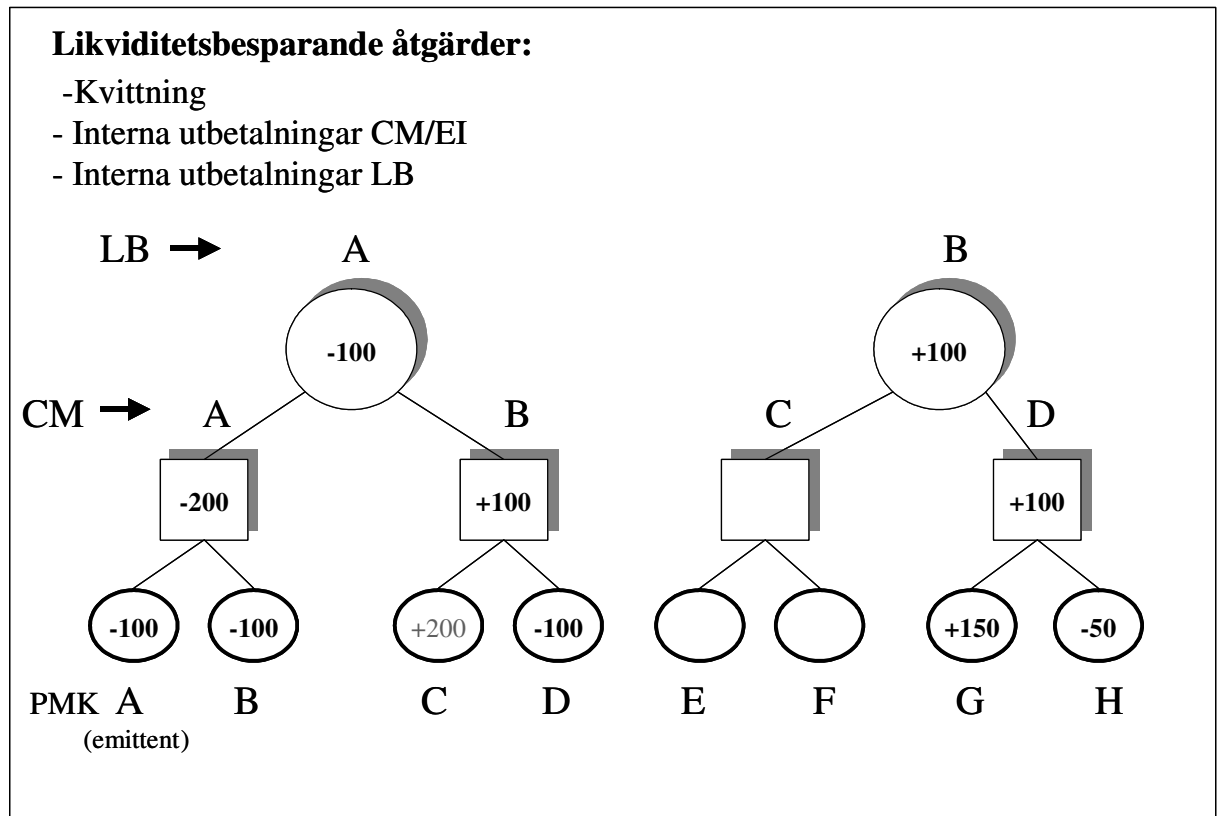 Likviditetsbesparande åtgärder:
-Kvittning
- Interna utbetalningar CM/EI
- Interna utbetalningar LB
LB A B
-100 +100
CM A B C D
-200 +100 +100
-100 -100 +200 -100 +150 -50
PMK A B C D E F G H
(emittent)